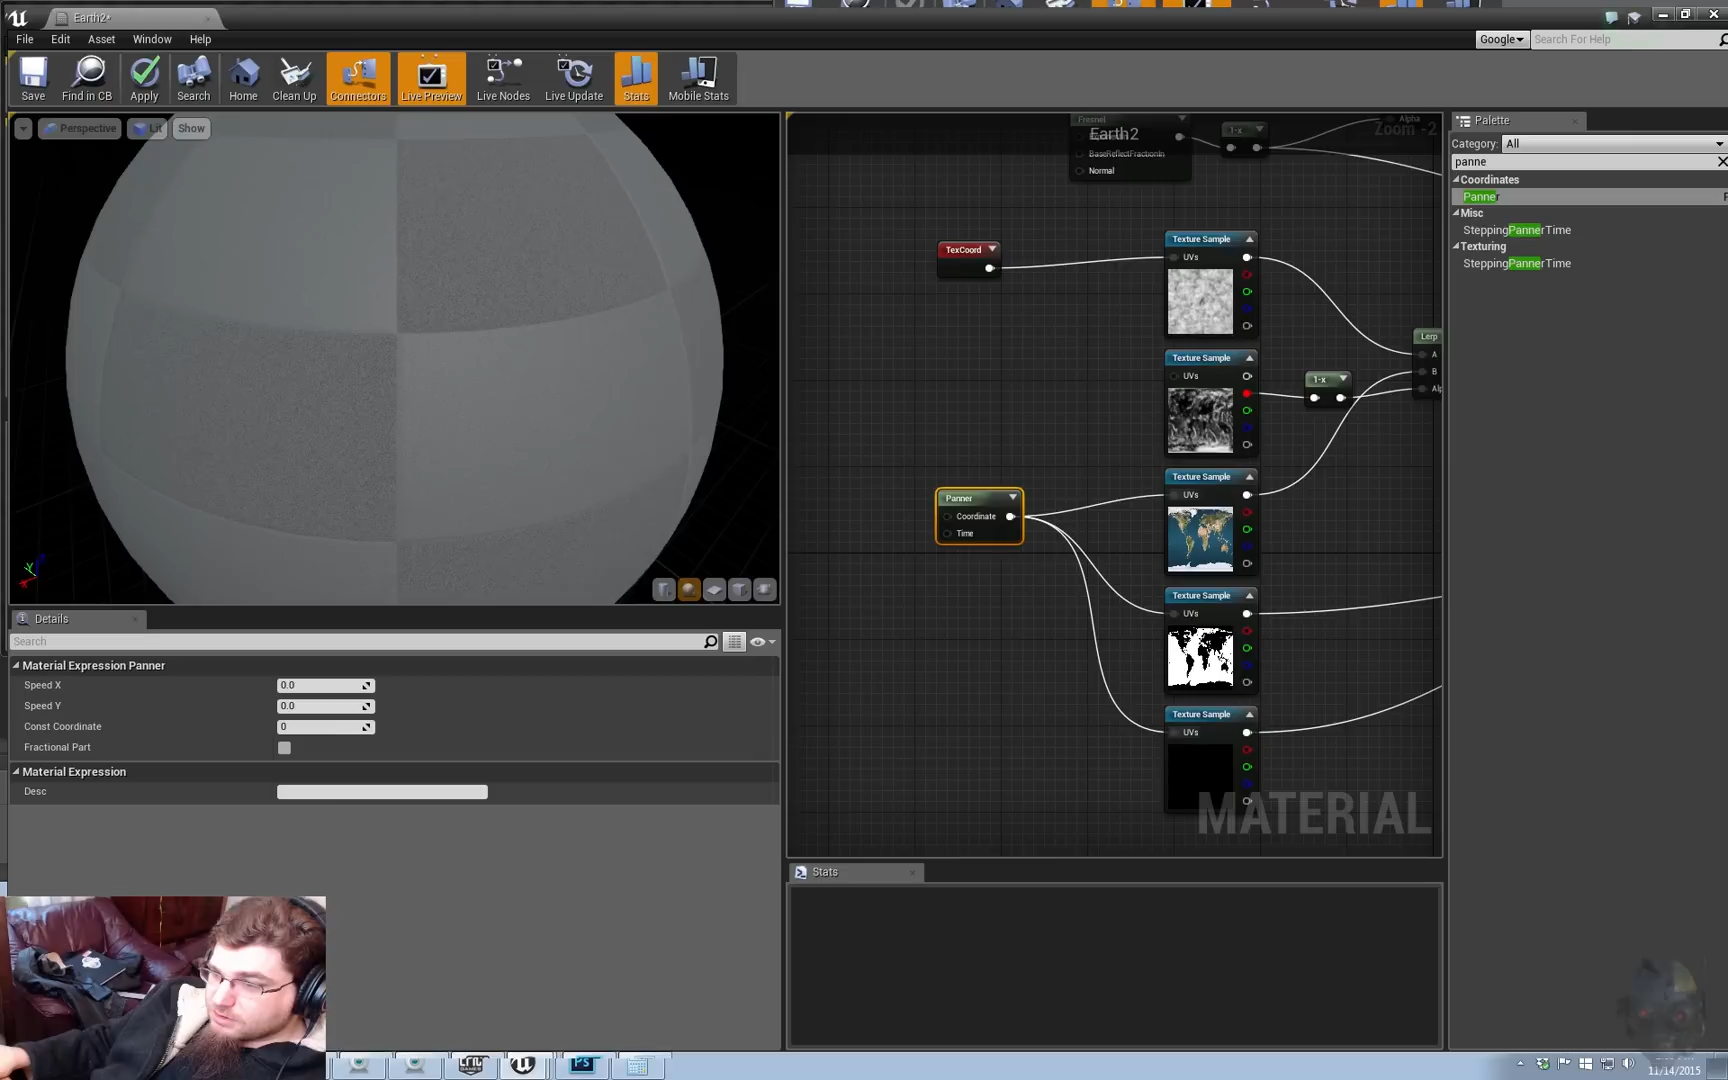 Earth2*
File Edit Asset Window Help
Google
Search For Help
Save
Find in CB
Apply
Search
Home
Clean Up
Connectors
Live Preview
Live Nodes
Live Update
Stats
Mobile Stats
Perspective
Lit
Show
Fresnel
Earth2
BaseReflectFractionIn
Normal
1-x
Alpha
Zoom -2
TexCoord
Texture Sample
UVs
Texture Sample
UVs
1-x
Lerp
A
B
Alp
Panner
Coordinate
Time
Texture Sample
UVs
Texture Sample
UVs
Texture Sample
UVs
MATERIAL
Palette
Category: All
panne
Coordinates
Panner
Misc
SteppingPannerTime
Texturing
SteppingPannerTime
Details
Search
Material Expression Panner
Speed X 0.0
Speed Y 0.0
Const Coordinate 0
Fractional Part
Material Expression
Desc
Stats
Ps
11/14/2015